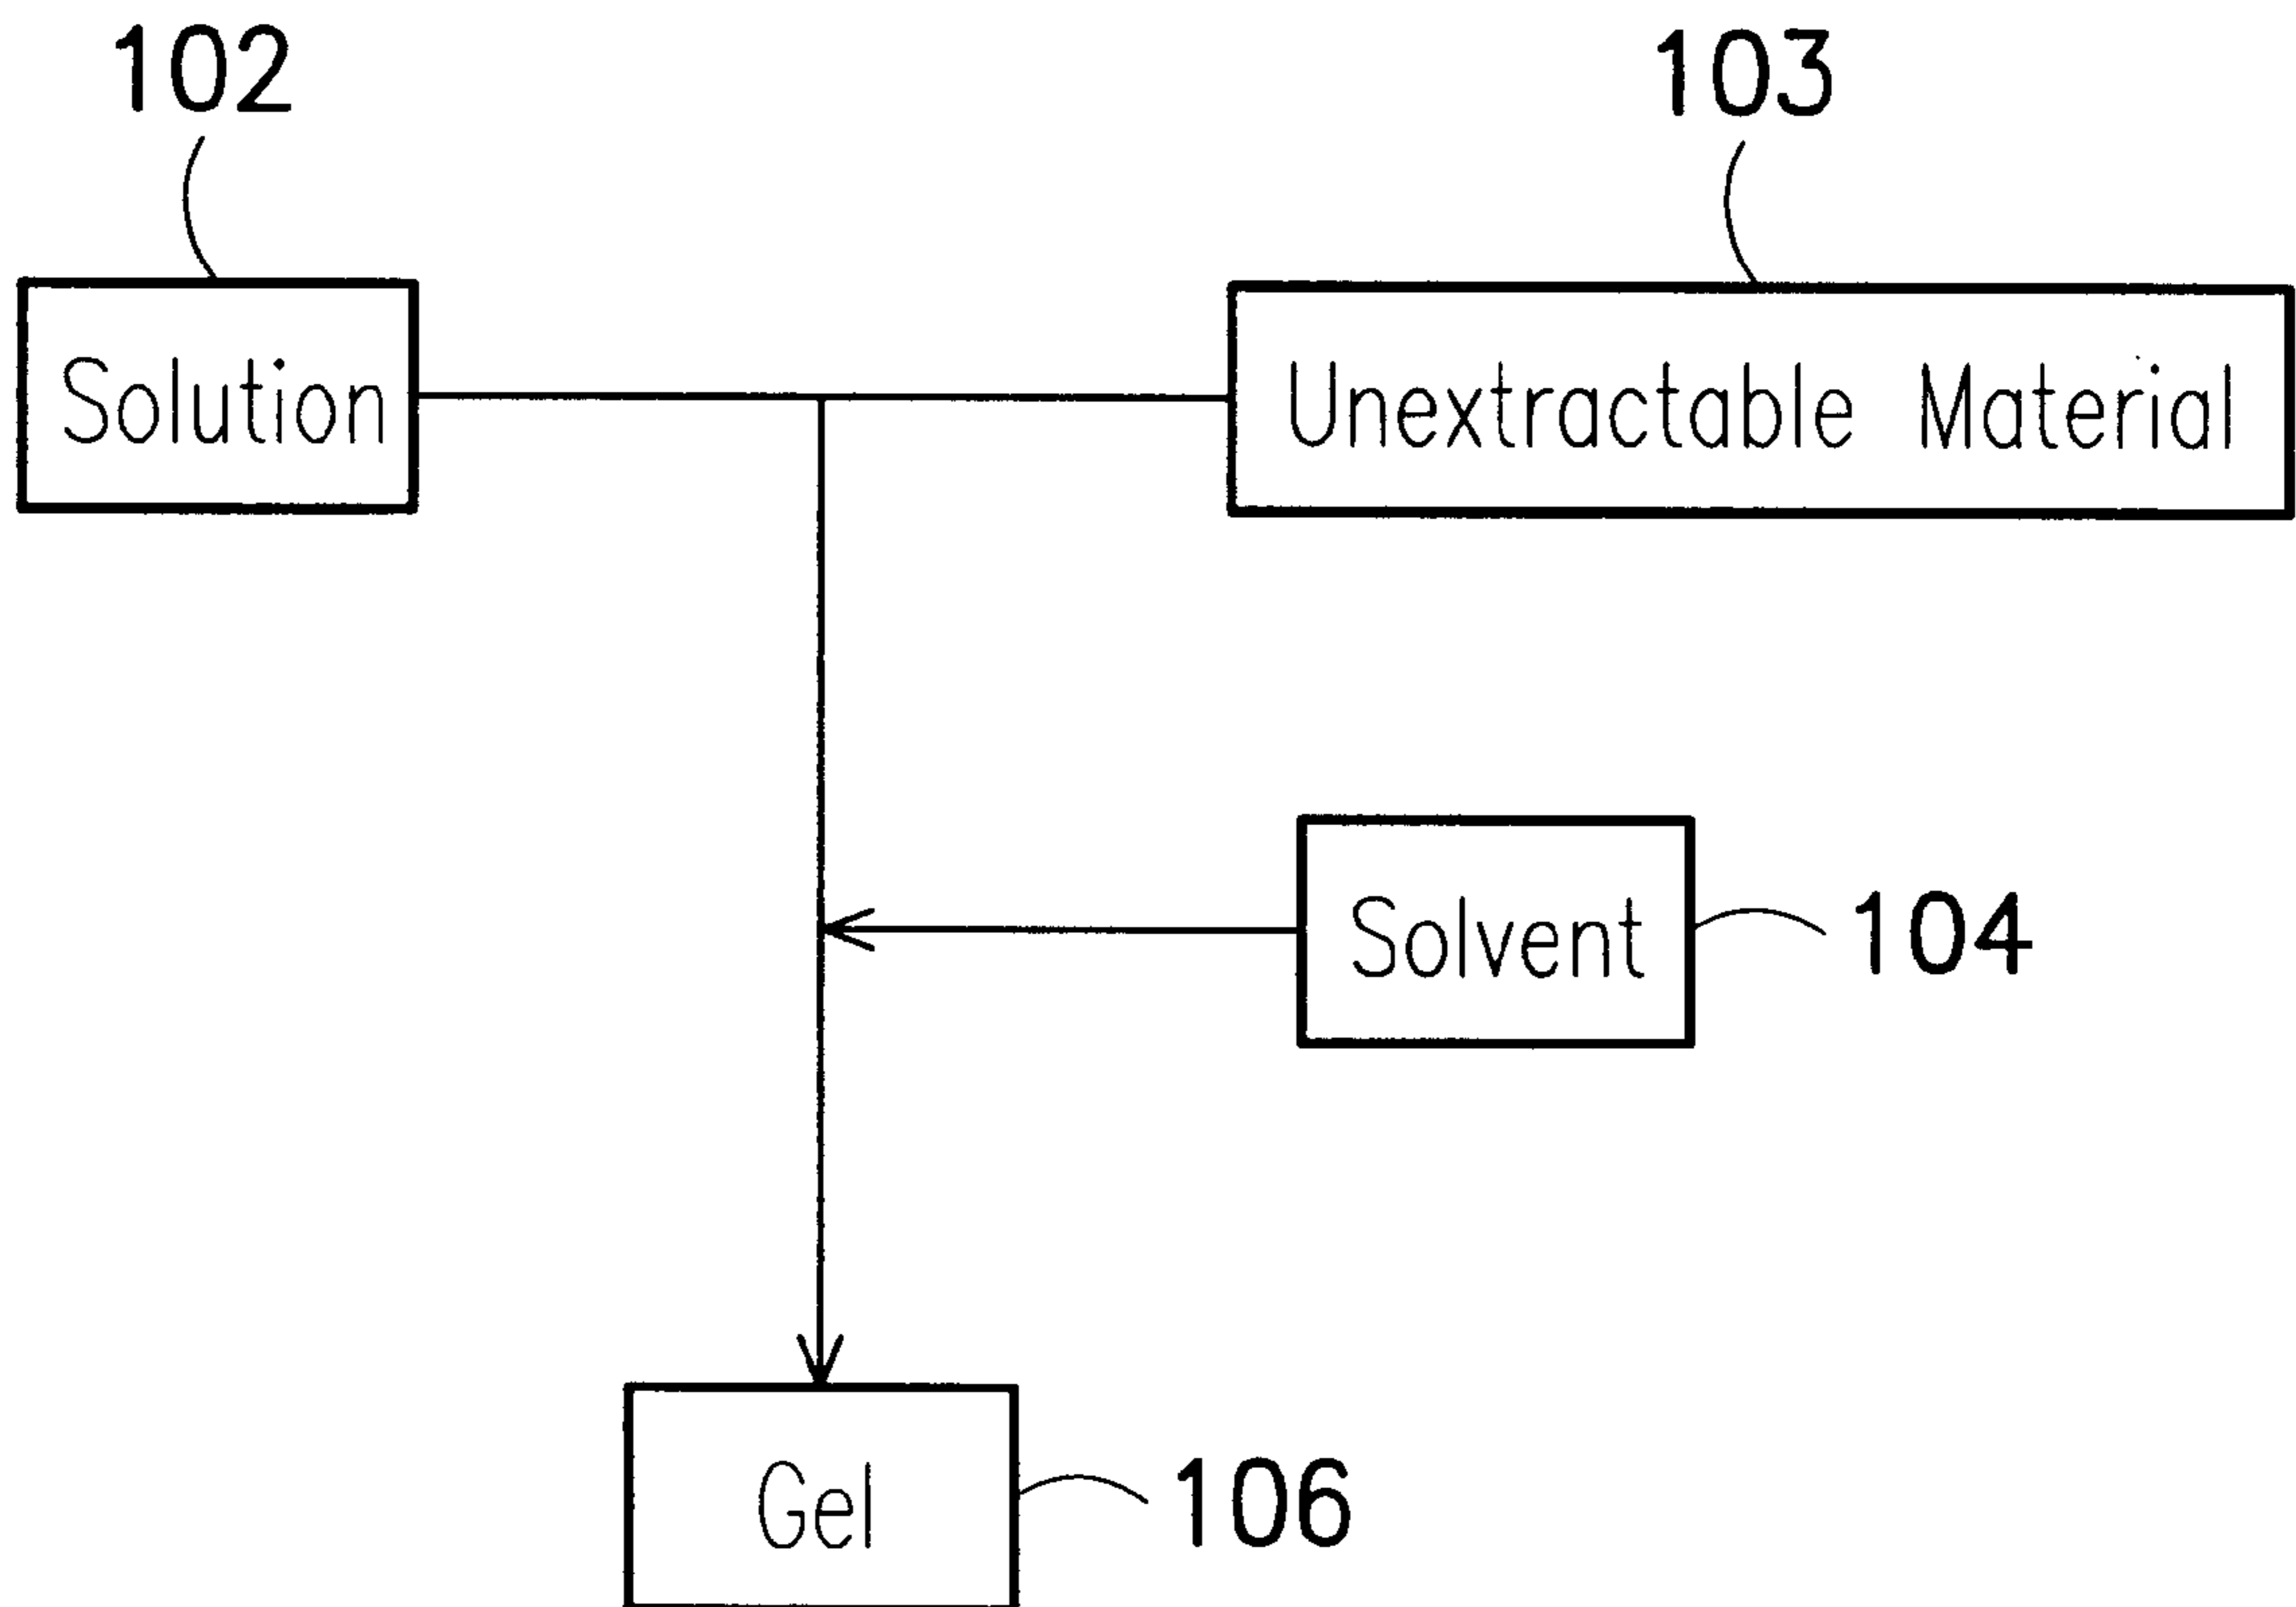 102
103
Solution
Unextractable Material
Solvent
104
Gel
106